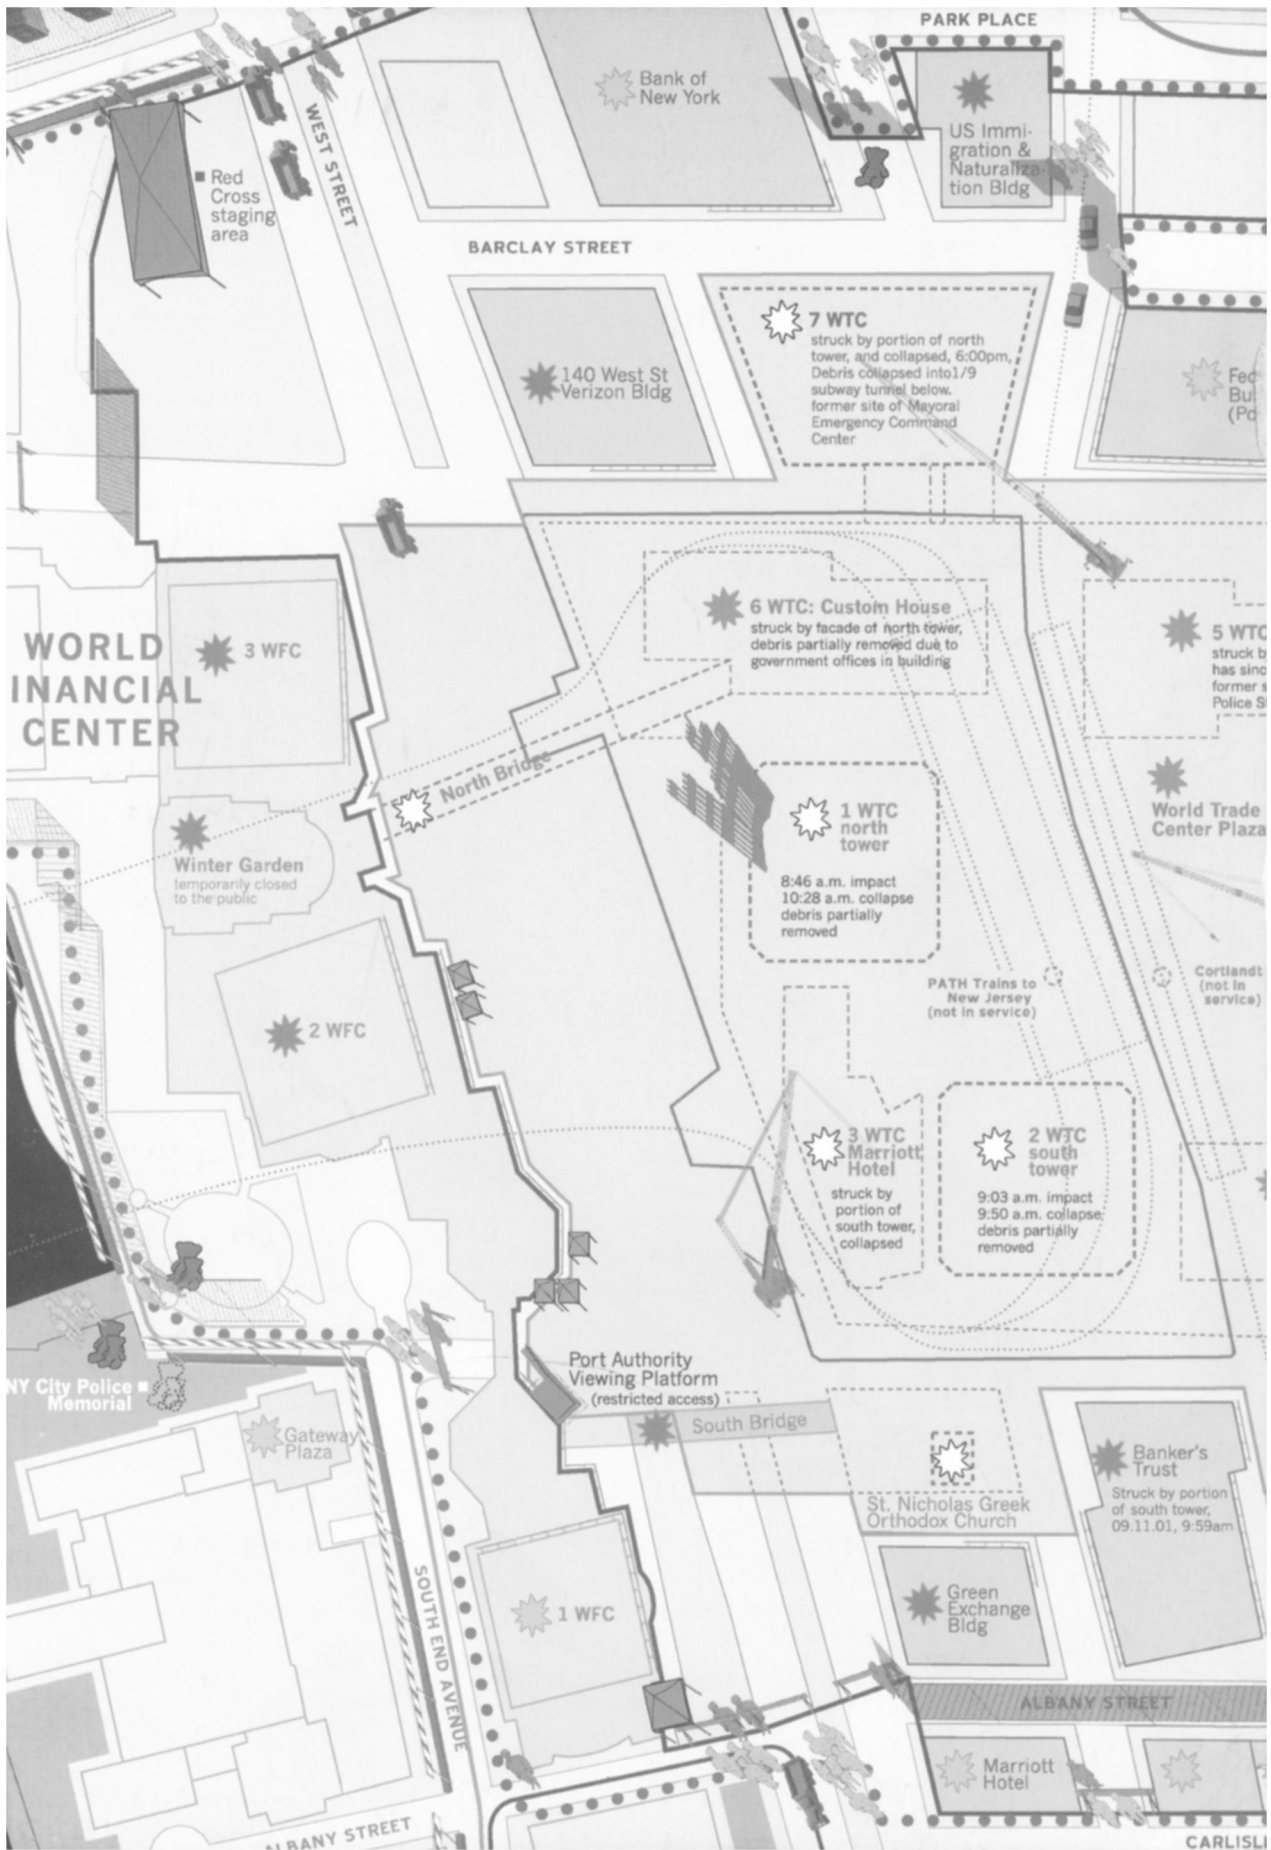 PARK PLACE
Bank of
New York
US Immi-
gration &
Naturaliza-
tion Bldg
WEST STREET
Red
Cross
staging
area
BARCLAY STREET
7 WTC
struck by portion of north
tower, and collapsed, 6:00pm,
Debris collapsed into1/9
subway tunnel below.
former site of Mayoral
Emergency Command
Center
140 West St
Verizon Bldg
Fed
Bu
(Po
6 WTC: Custom House
struck by facade of north tower,
debris partially removed due to
government offices in building
5 WTC
struck b
has sinc
former s
Police S
WORLD
INANCIAL
CENTER
3 WFC
North Bridge
1 WTC
north
tower
8:46 a.m. impact
10:28 a.m. collapse
debris partially
removed
World Trade
Center Plaza
Winter Garden
temporarily closed
to the public
PATH Trains to
New Jersey
(not in service)
Cortlandt
(not in
service)
2 WFC
3 WTC
Marriott
Hotel
struck by
portion of
south tower,
collapsed
2 WTC
south
tower
9:03 a.m. impact
9:50 a.m. collapse
debris partially
removed
Port Authority
Viewing Platform
(restricted access)
NY City Police
Memorial
Gateway
Plaza
South Bridge
St. Nicholas Greek
Orthodox Church
Banker's
Trust
Struck by portion
of south tower,
09.11.01, 9:59am
SOUTH END AVENUE
1 WFC
Green
Exchange
Bldg
ALBANY STREET
Marriott
Hotel
ALBANY STREET
CARLISL